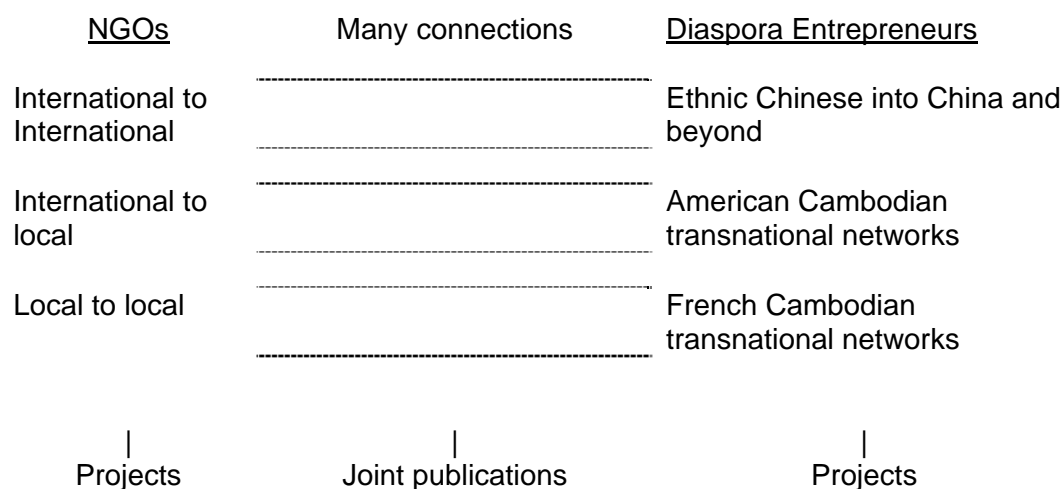 NGOs Many connections Diaspora Entrepreneurs
International to International
Ethnic Chinese into China and beyond
International to local
American Cambodian transnational networks
Local to local
French Cambodian transnational networks
| | |
Projects Joint publications Projects